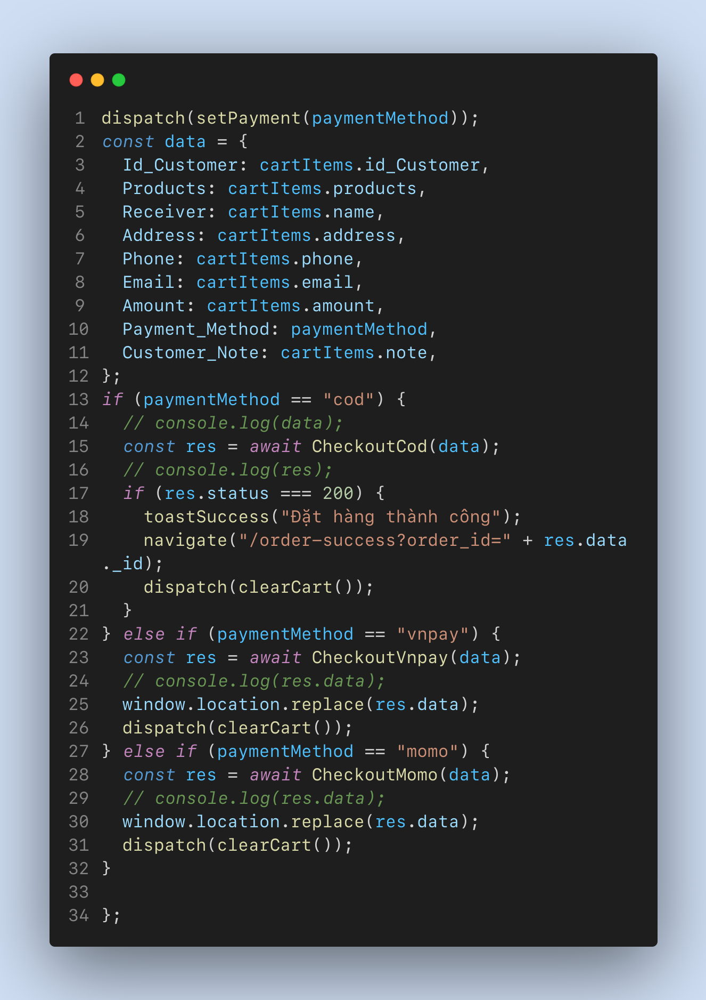 1 dispatch(setPayment(paymentMethod));
2 const data = {
3   Id_Customer: cartItems.id_Customer,
4   Products: cartItems.products,
5   Receiver: cartItems.name,
6   Address: cartItems.address,
7   Phone: cartItems.phone,
8   Email: cartItems.email,
9   Amount: cartItems.amount,
10   Payment_Method: paymentMethod,
11   Customer_Note: cartItems.note,
12 };
13 if (paymentMethod == "cod") {
14   // console.log(data);
15   const res = await CheckoutCod(data);
16   // console.log(res);
17   if (res.status === 200) {
18     toastSuccess("Đặt hàng thành công");
19     navigate("/order-success?order_id=" + res.data
._id);
20     dispatch(clearCart());
21   }
22 } else if (paymentMethod == "vnpay") {
23   const res = await CheckoutVnpay(data);
24   // console.log(res.data);
25   window.location.replace(res.data);
26   dispatch(clearCart());
27 } else if (paymentMethod == "momo") {
28   const res = await CheckoutMomo(data);
29   // console.log(res.data);
30   window.location.replace(res.data);
31   dispatch(clearCart());
32 }
33
34 };